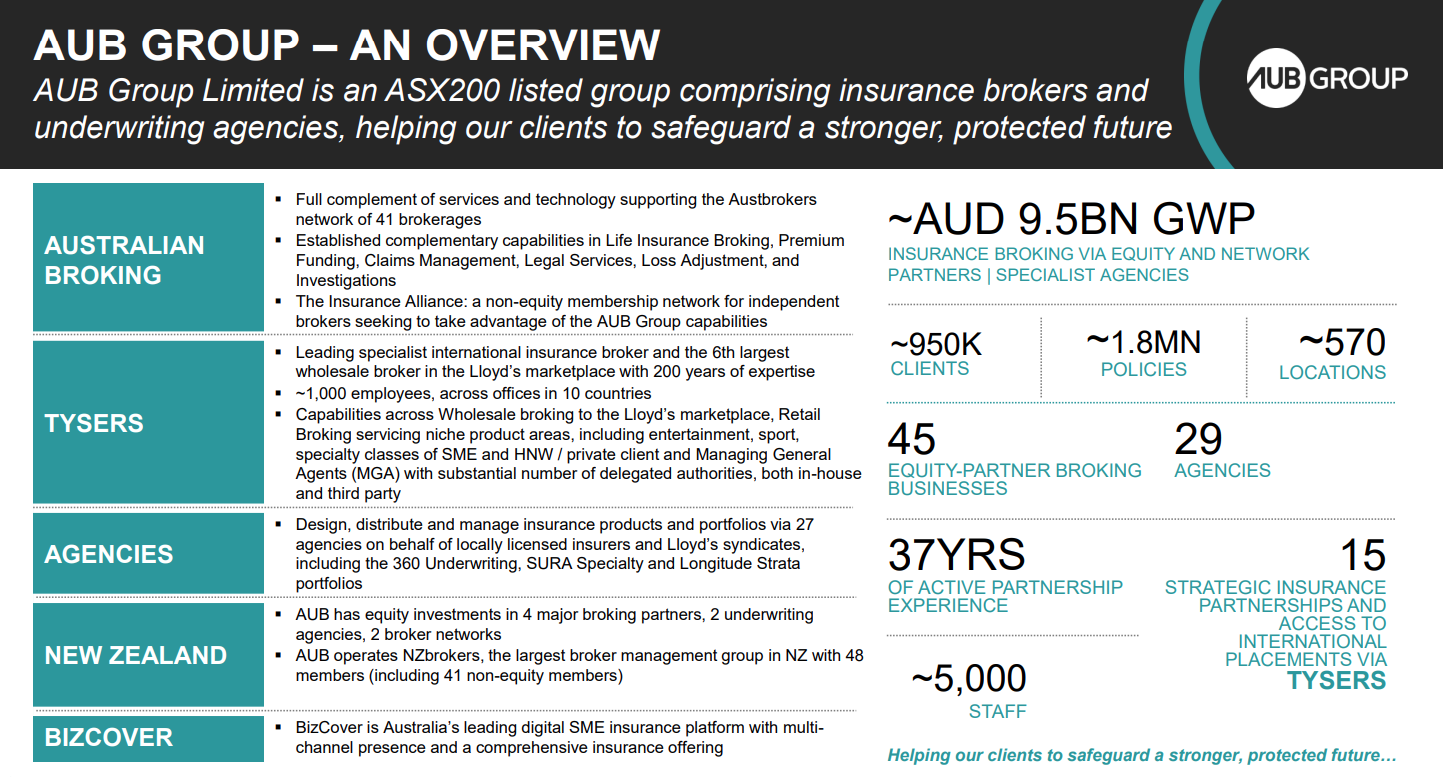 AUB GROUP – AN OVERVIEW
AUB Group Limited is an ASX200 listed group comprising insurance brokers and
underwriting agencies, helping our clients to safeguard a stronger, protected future
AUB GROUP
AUSTRALIAN
BROKING
▪ Full complement of services and technology supporting the Austbrokers
network of 41 brokerages
▪ Established complementary capabilities in Life Insurance Broking, Premium
Funding, Claims Management, Legal Services, Loss Adjustment, and
Investigations
▪ The Insurance Alliance: a non-equity membership network for independent
brokers seeking to take advantage of the AUB Group capabilities
TYSERS
▪ Leading specialist international insurance broker and the 6th largest
wholesale broker in the Lloyd’s marketplace with 200 years of expertise
▪ ~1,000 employees, across offices in 10 countries
▪ Capabilities across Wholesale broking to the Lloyd’s marketplace, Retail
Broking servicing niche product areas, including entertainment, sport,
specialty classes of SME and HNW / private client and Managing General
Agents (MGA) with substantial number of delegated authorities, both in-house
and third party
AGENCIES
▪ Design, distribute and manage insurance products and portfolios via 27
agencies on behalf of locally licensed insurers and Lloyd’s syndicates,
including the 360 Underwriting, SURA Specialty and Longitude Strata
portfolios
NEW ZEALAND
▪ AUB has equity investments in 4 major broking partners, 2 underwriting
agencies, 2 broker networks
▪ AUB operates NZbrokers, the largest broker management group in NZ with 48
members (including 41 non-equity members)
BIZCOVER
▪ BizCover is Australia’s leading digital SME insurance platform with multi-
channel presence and a comprehensive insurance offering
~AUD 9.5BN GWP
INSURANCE BROKING VIA EQUITY AND NETWORK
PARTNERS | SPECIALIST AGENCIES
~950K
CLIENTS
~1.8MN
POLICIES
~570
LOCATIONS
45
EQUITY-PARTNER BROKING
BUSINESSES
29
AGENCIES
37YRS
OF ACTIVE PARTNERSHIP
EXPERIENCE
15
STRATEGIC INSURANCE
PARTNERSHIPS AND
ACCESS TO
INTERNATIONAL
PLACEMENTS VIA
TYSERS
~5,000
STAFF
Helping our clients to safeguard a stronger, protected future…